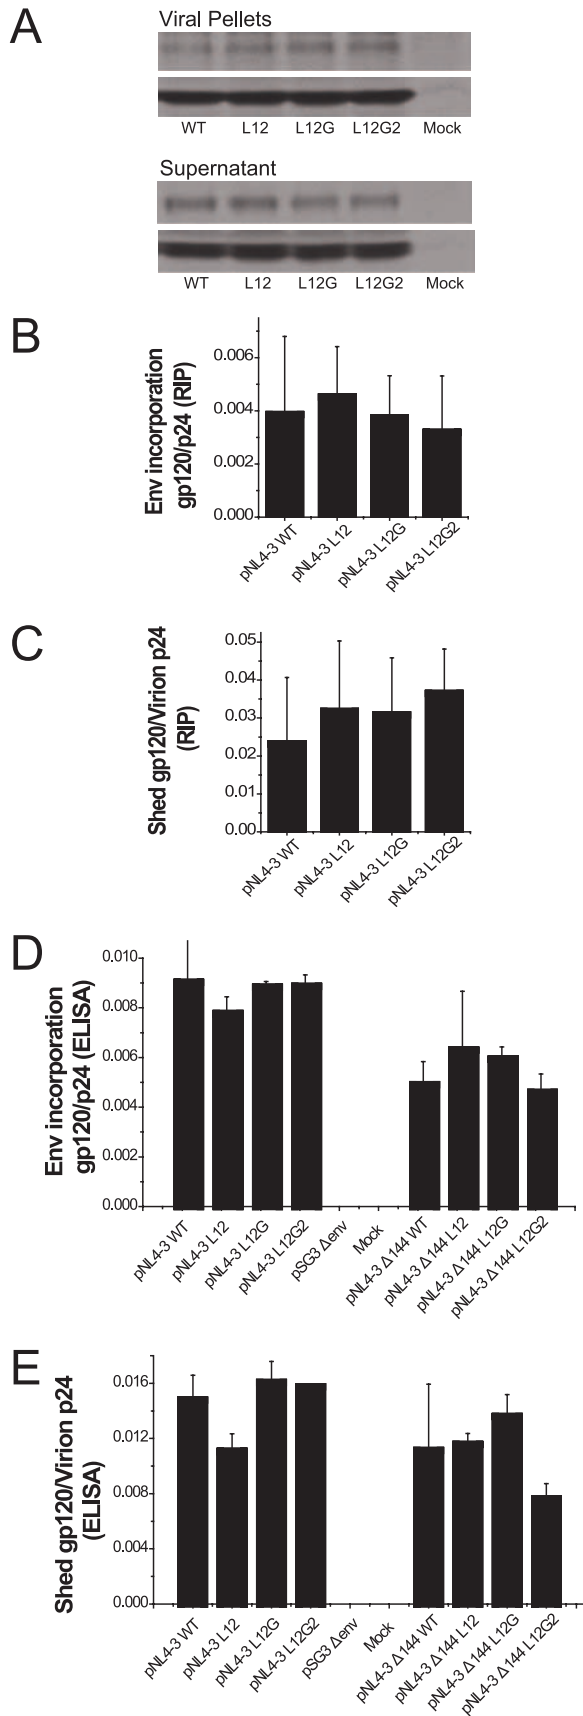 A
Viral Pellets
WT L12 L12G L12G2 Mock
Supernatant
WT L12 L12G L12G2 Mock
B
Env incorporation
gp120/p24 (RIP)
0.006
0.004
0.002
0.000
pNL4-3 WT
pNL4-3 L12
pNL4-3 L12G
pNL4-3 L12G2
C
Shed gp120/Virion p24
(RIP)
0.05
0.04
0.03
0.02
0.01
0.00
pNL4-3 WT
pNL4-3 L12
pNL4-3 L12G
pNL4-3 L12G2
D
Env incorporation
gp120/p24 (ELISA)
0.010
0.008
0.006
0.004
0.002
0.000
pNL4-3 WT
pNL4-3 L12
pNL4-3 L12G
pNL4-3 L12G2
pSG3 Δenv
Mock
pNL4-3 Δ144 WT
pNL4-3 Δ144 L12
pNL4-3 Δ144 L12G
pNL4-3 Δ144 L12G2
E
Shed gp120/Virion p24
(ELISA)
0.016
0.012
0.008
0.004
0.000
pNL4-3 WT
pNL4-3 L12
pNL4-3 L12G
pNL4-3 L12G2
pSG3 Δenv
Mock
pNL4-3 Δ144 WT
pNL4-3 Δ144 L12
pNL4-3 Δ144 L12G
pNL4-3 Δ144 L12G2